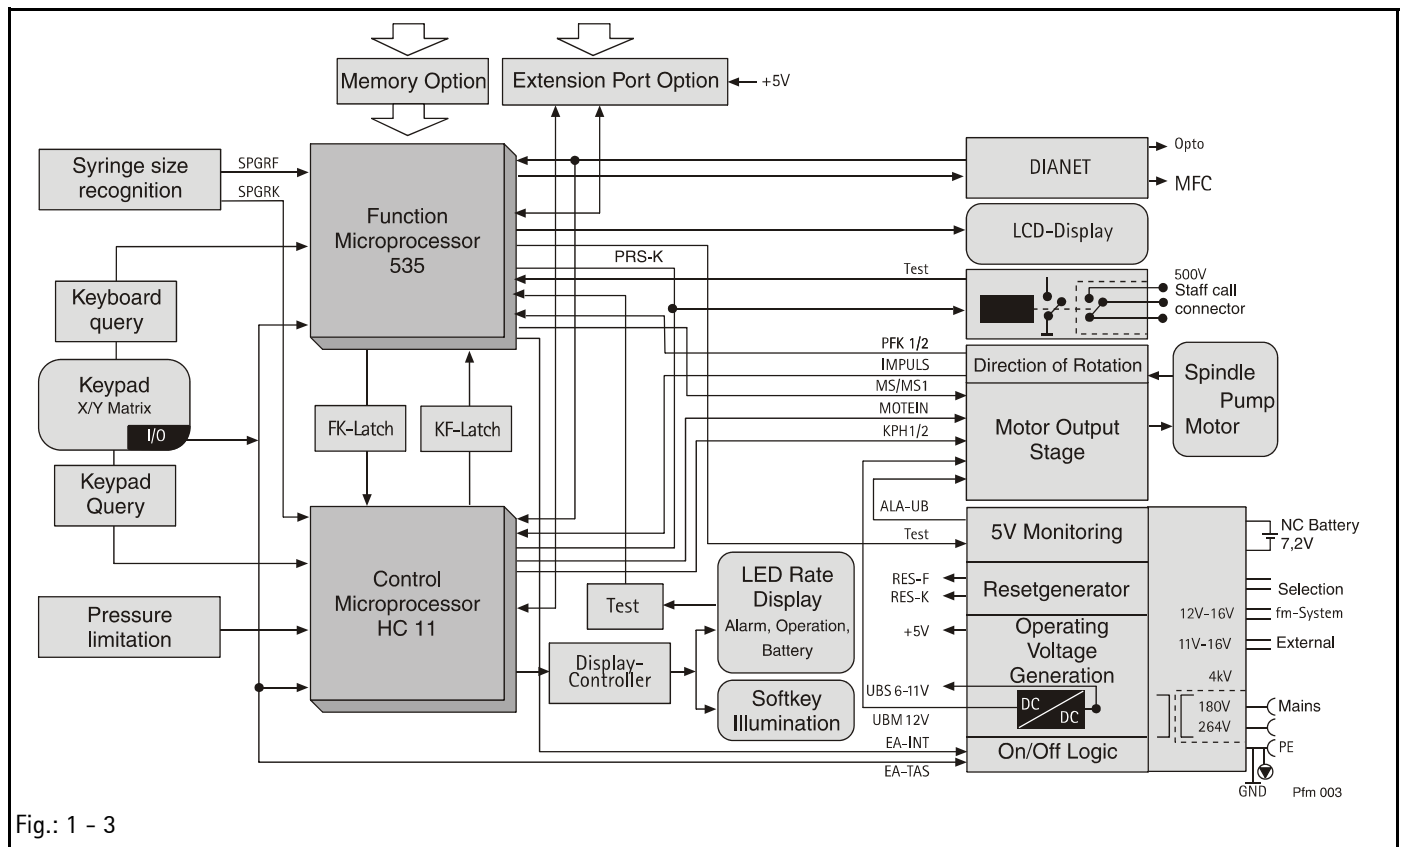 Memory Option
Extension Port Option
+5V
Syringe size
recognition
SPGRF
SPGRK
Function
Microprocessor
535
DIANET
Opto
MFC
LCD-Display
PRS-K
Test
500V
Staff call
connector
Keyboard
query
Keypad
X/Y Matrix
I/O
Keypad
Query
FK-Latch
KF-Latch
PFK 1/2
IMPULS
MS/MS1
MOTEIN
KPH1/2
Direction of Rotation
Motor Output
Stage
Spindle
Pump
Motor
ALA-UB
Test
5V Monitoring
NC Battery
7,2V
Control
Microprocessor
HC 11
Pressure
limitation
Test
LED Rate
Display
Alarm, Operation,
Battery
Display-
Controller
Softkey
Illumination
RES-F
RES-K
Resetgenerator
Selection
12V-16V
fm-System
+5V
Operating
Voltage
Generation
11V-16V
External
4kV
UBS 6-11V
DC
DC
180V
264V
Mains
UBM 12V
EA-INT
EA-TAS
On/Off Logic
PE
GND
Pfm 003
Fig.: 1 - 3